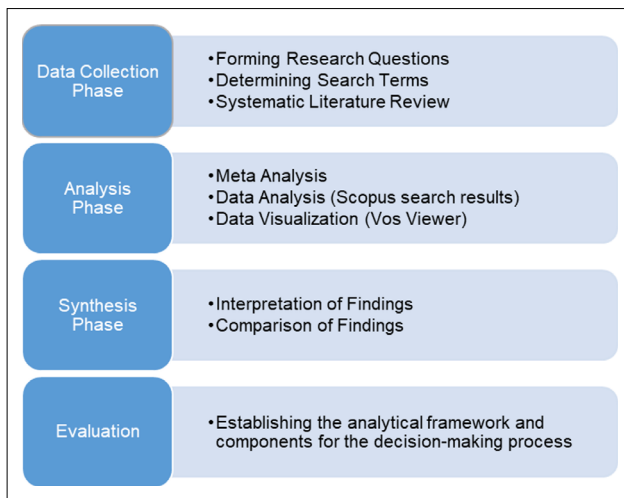 Data Collection
Phase
•Forming Research Questions
•Determining Search Terms
•Systematic Literature Review
Analysis
Phase
•Meta Analysis
•Data Analysis (Scopus search results)
•Data Visualization (Vos Viewer)
Synthesis
Phase
•Interpretation of Findings
•Comparison of Findings
Evaluation
•Establishing the analytical framework and
components for the decision-making process